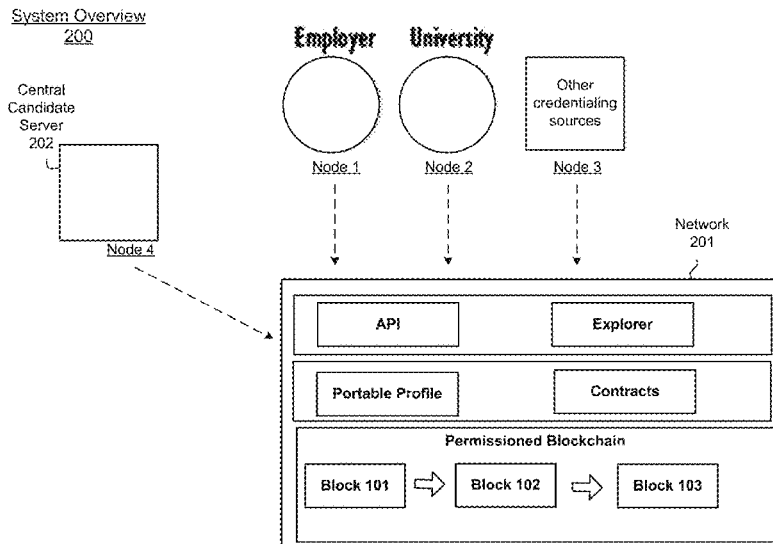 System Overview
200
Central
Candidate
Server
202
Node 4
Employer
University
Other
credentialing
sources
Node 1
Node 2
Node 3
Network
201
API
Explorer
Portable Profile
Contracts
Permissioned Blockchain
Block 101
Block 102
Block 103